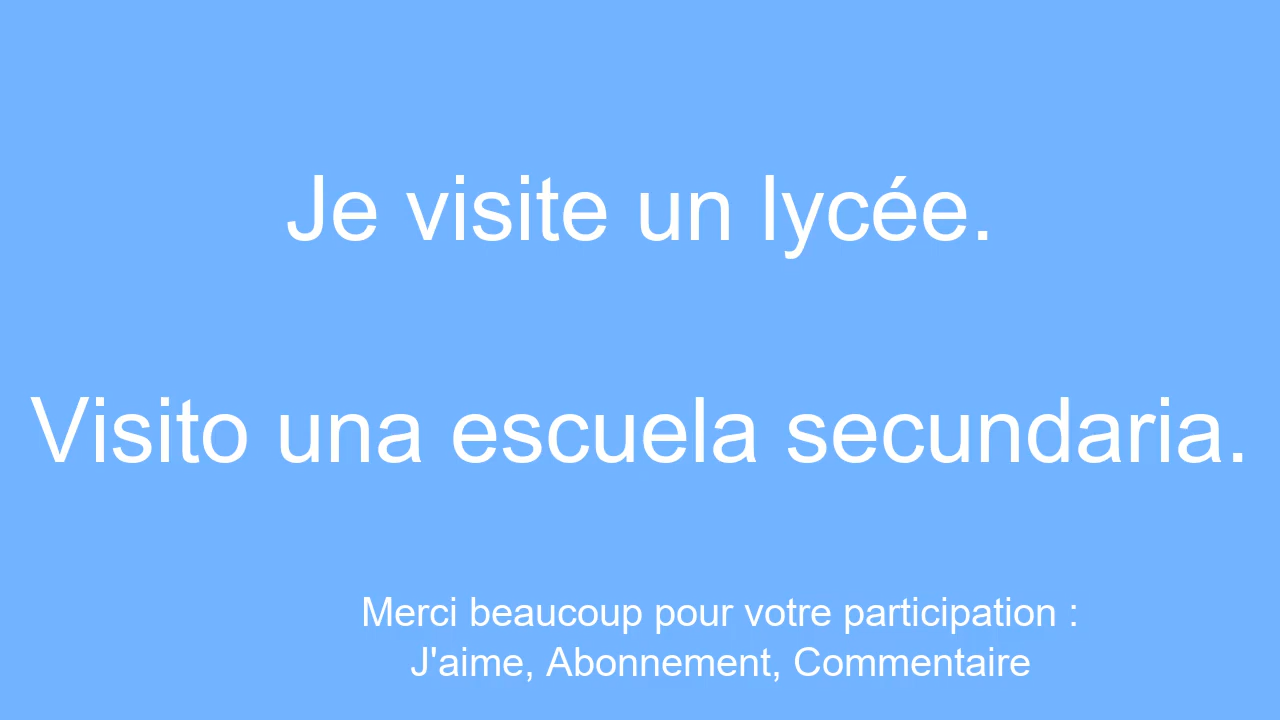 Je visite un lycée.
Visito una escuela secundaria.
Merci beaucoup pour votre participation :
J'aime, Abonnement, Commentaire